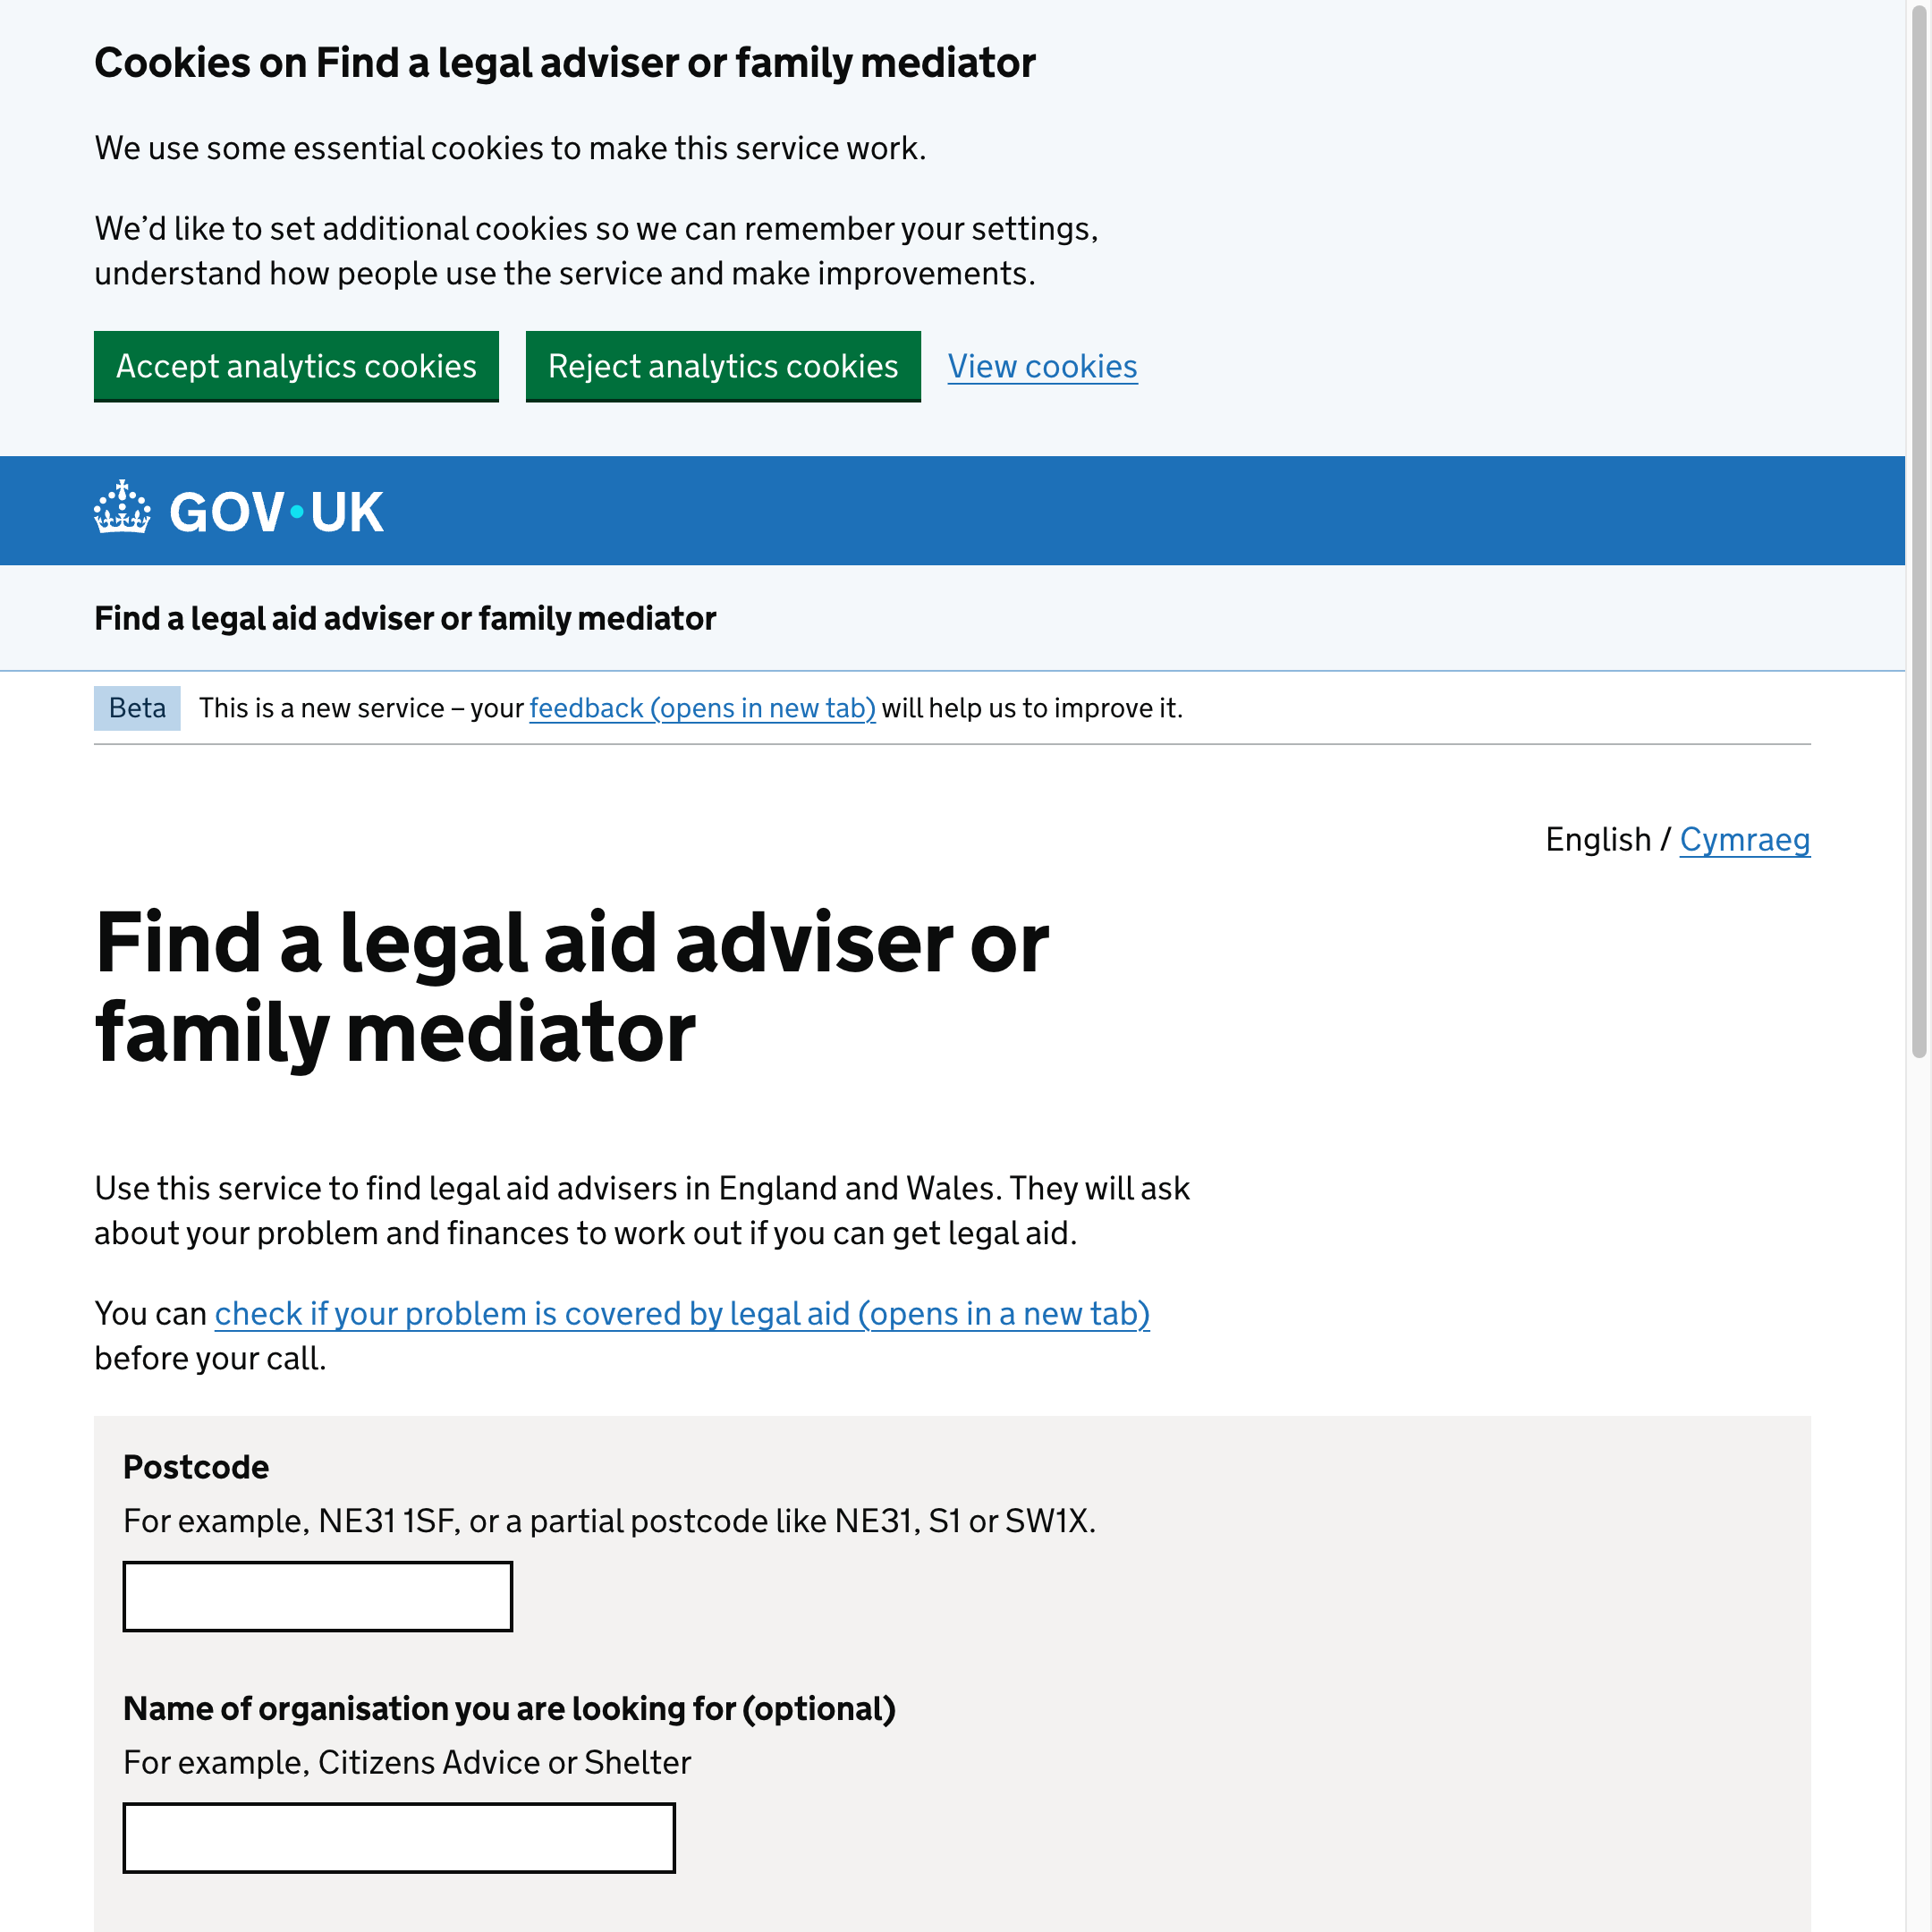 Cookies on Find a legal adviser or family mediator
We use some essential cookies to make this service work.
We’d like to set additional cookies so we can remember your settings,
understand how people use the service and make improvements.
Accept analytics cookies Reject analytics cookies View cookies
GOV•UK
Find a legal aid adviser or family mediator
Beta This is a new service – your feedback (opens in new tab) will help us to improve it.
English / Cymraeg
Find a legal aid adviser or
family mediator
Use this service to find legal aid advisers in England and Wales. They will ask
about your problem and finances to work out if you can get legal aid.
You can check if your problem is covered by legal aid (opens in a new tab)
before your call.
Postcode
For example, NE31 1SF, or a partial postcode like NE31, S1 or SW1X.
Name of organisation you are looking for (optional)
For example, Citizens Advice or Shelter